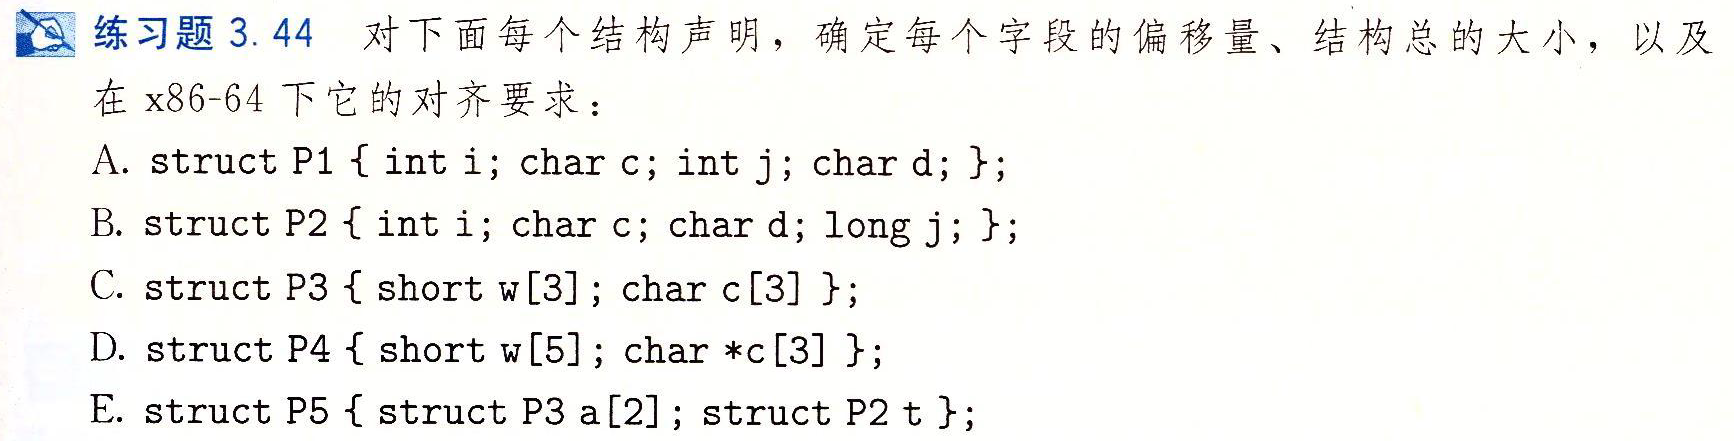 练习题 3.44 对下面每个结构声明，确定每个字段的偏移量、结构总的大小，以及
在 x86-64 下它的对齐要求：
A. struct P1 { int i; char c; int j; char d; };
B. struct P2 { int i; char c; char d; long j; };
C. struct P3 { short w[3]; char c[3] };
D. struct P4 { short w[5]; char *c[3] };
E. struct P5 { struct P3 a[2]; struct P2 t };